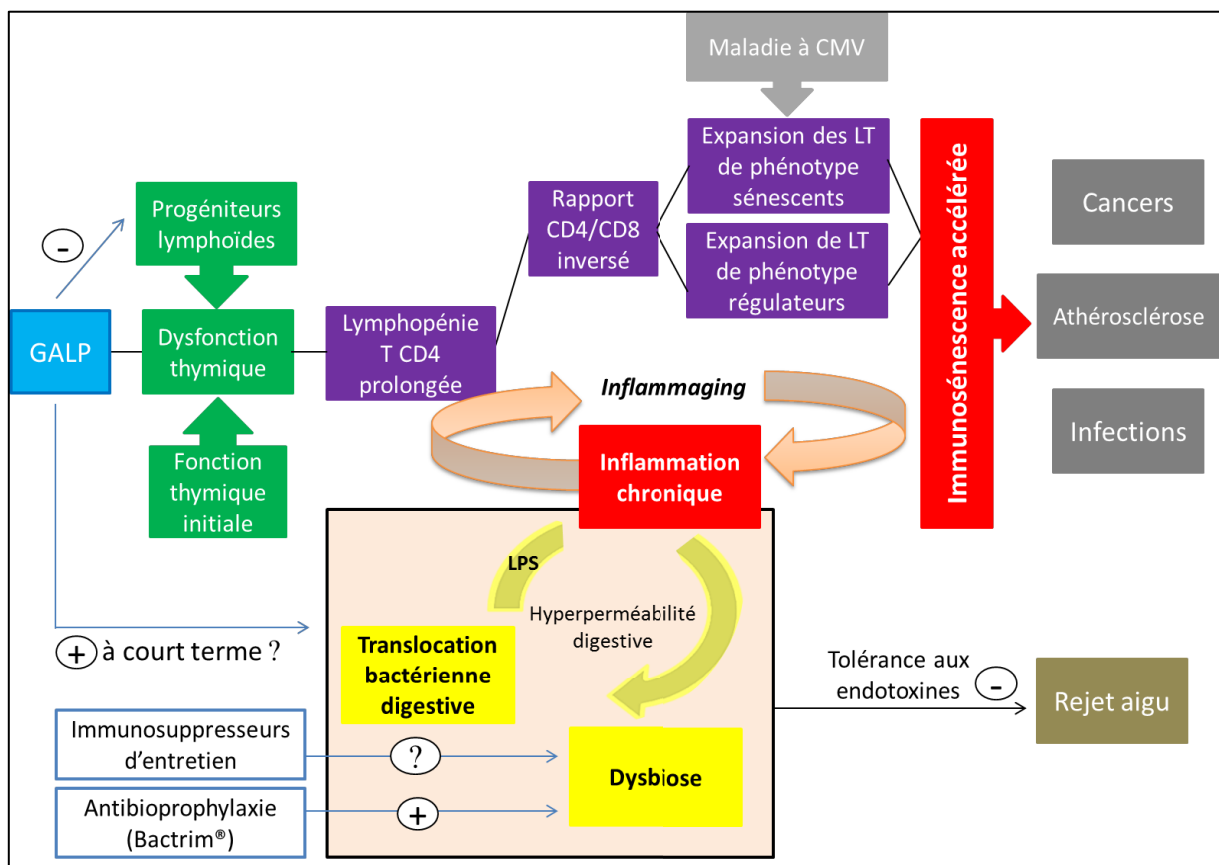 Maladie à CMV
Expansion des LT
de phénotype
sénescents
Progéniteurs
lymphoïdes
-
Rapport
CD4/CD8
inversé
Expansion de LT
de phénotype
régulateurs
Immunosénescence accélérée
Cancers
Athérosclérose
Infections
GALP
Dysfonction
thymique
Lymphopénie
T CD4
prolongée
Inflammaging
Fonction
thymique
initiale
Inflammation
chronique
LPS
Hyperperméabilité
digestive
+ à court terme ?
Translocation
bactérienne
digestive
Tolérance aux
endotoxines
-
Rejet aigu
Immunosuppresseurs
d’entretien
?
Dysbiose
Antibioprophylaxie
(Bactrim®)
+